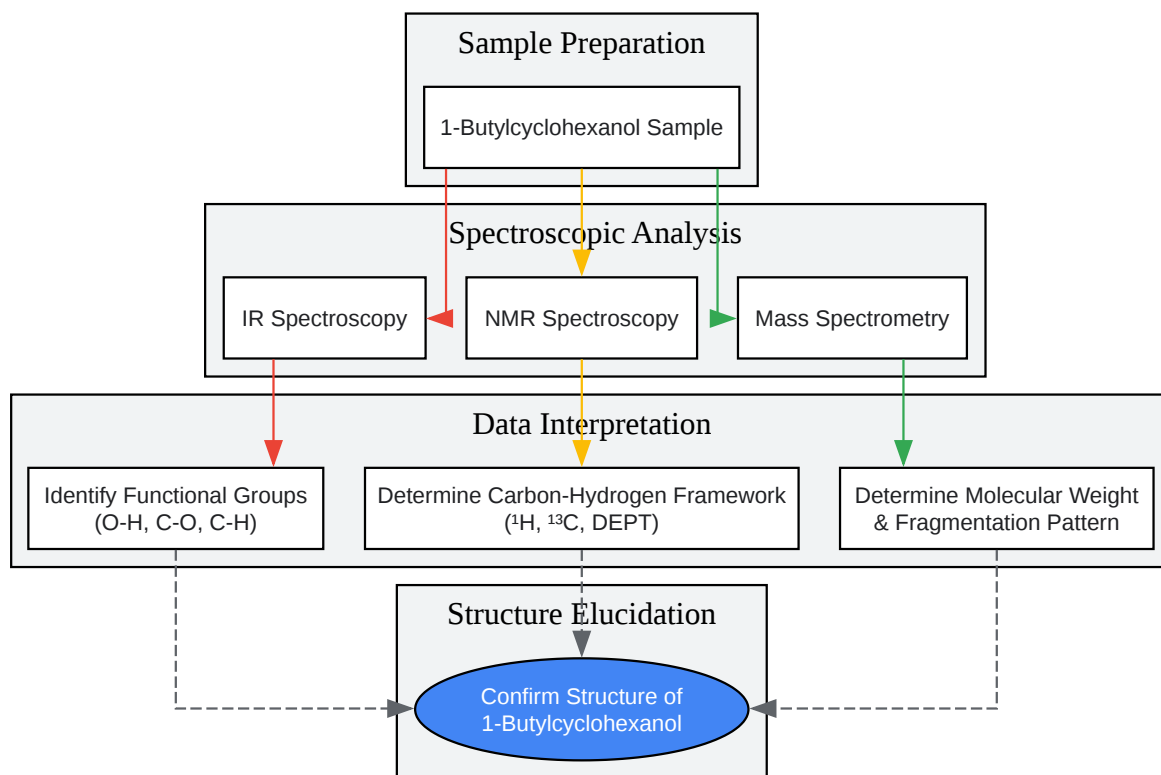 Sample Preparation
1-Butylcyclohexanol Sample
Spectroscopic Analysis
IR Spectroscopy
NMR Spectroscopy
Mass Spectrometry
Data Interpretation
Identify Functional Groups
(O-H, C-O, C-H)
Determine Carbon-Hydrogen Framework
(¹H, ¹³C, DEPT)
Determine Molecular Weight
& Fragmentation Pattern
Structure Elucidation
Confirm Structure of
1-Butylcyclohexanol